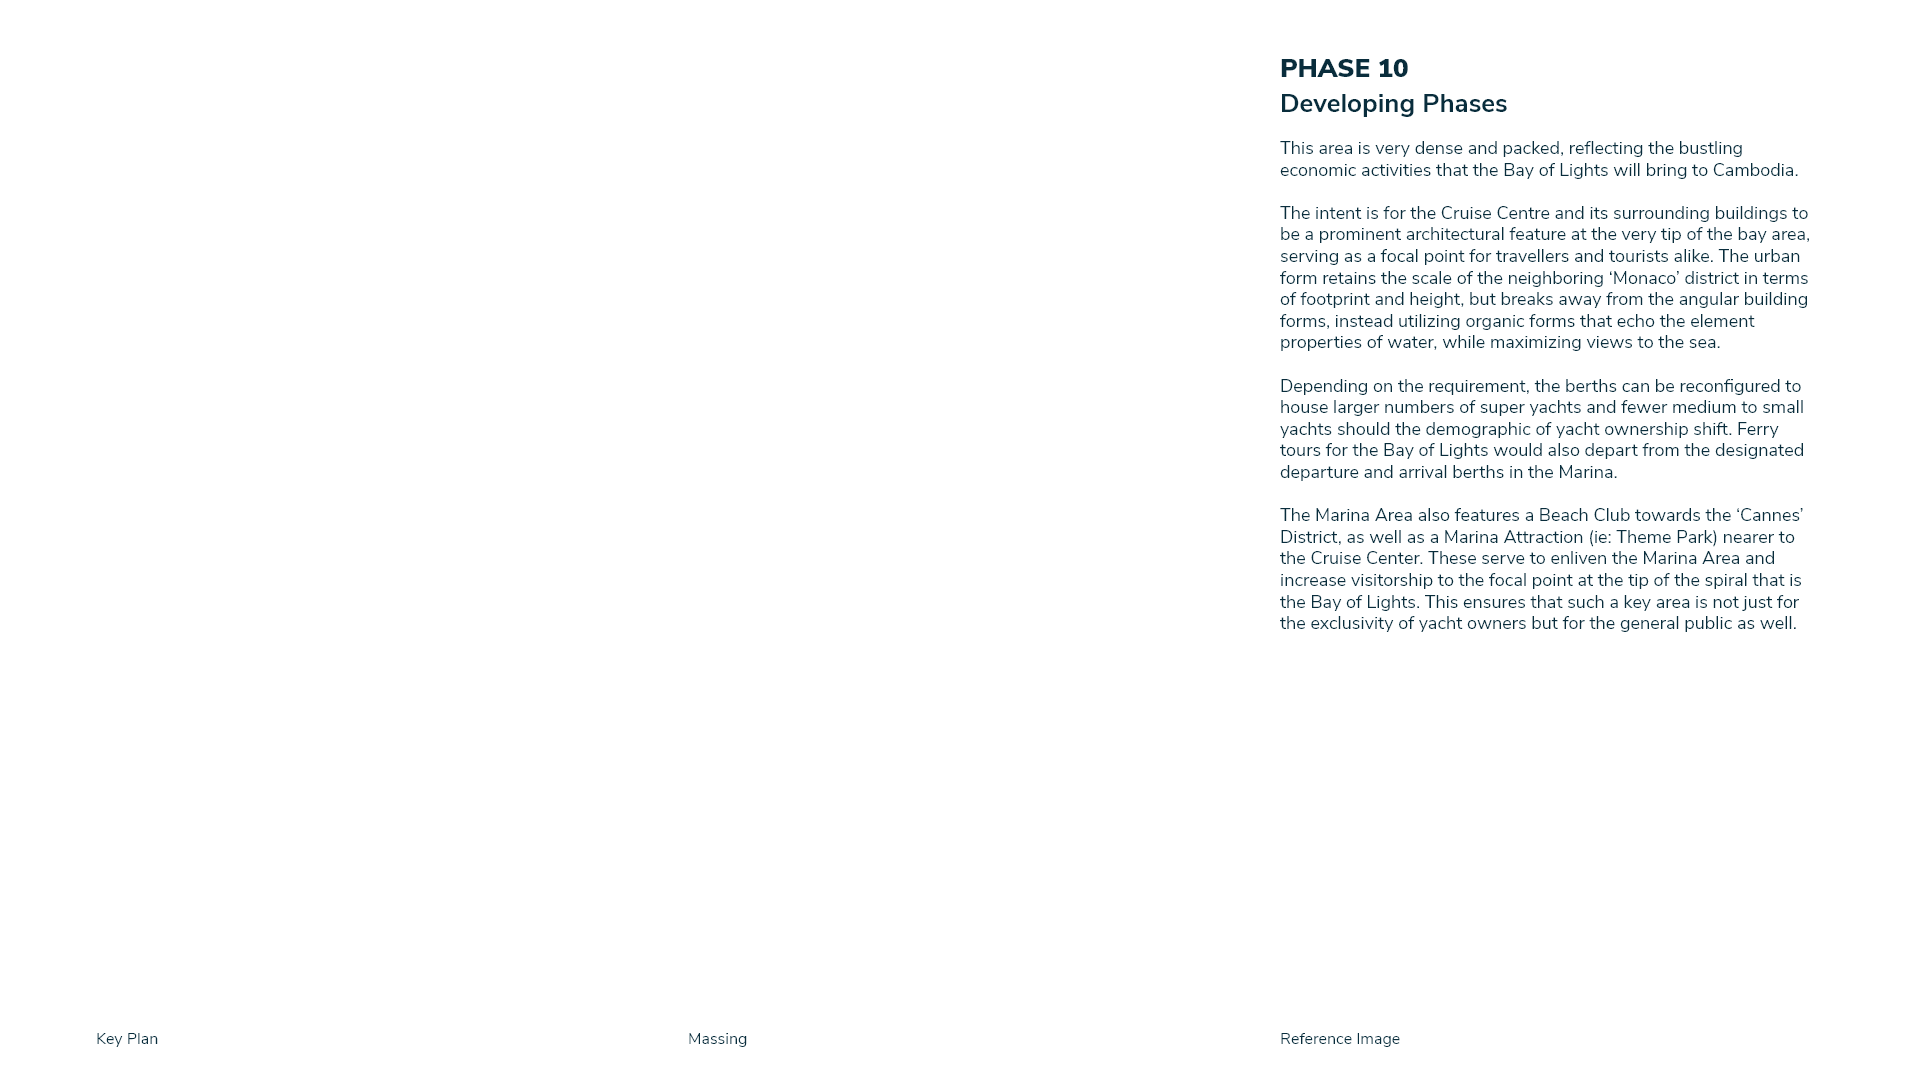 PHASE 10
Developing Phases
This area is very dense and packed, reflecting the bustling
economic activities that the Bay of Lights will bring to Cambodia.
The intent is for the Cruise Centre and its surrounding buildings to
be a prominent architectural feature at the very tip of the bay area,
serving as a focal point for travellers and tourists alike. The urban
form retains the scale of the neighboring ‘Monaco’ district in terms
of footprint and height, but breaks away from the angular building
forms, instead utilizing organic forms that echo the element
properties of water, while maximizing views to the sea.
Depending on the requirement, the berths can be reconfigured to
house larger numbers of super yachts and fewer medium to small
yachts should the demographic of yacht ownership shift. Ferry
tours for the Bay of Lights would also depart from the designated
departure and arrival berths in the Marina.
The Marina Area also features a Beach Club towards the ‘Cannes’
District, as well as a Marina Attraction (ie: Theme Park) nearer to
the Cruise Center. These serve to enliven the Marina Area and
increase visitorship to the focal point at the tip of the spiral that is
the Bay of Lights. This ensures that such a key area is not just for
the exclusivity of yacht owners but for the general public as well.
Key Plan
Massing
Reference Image